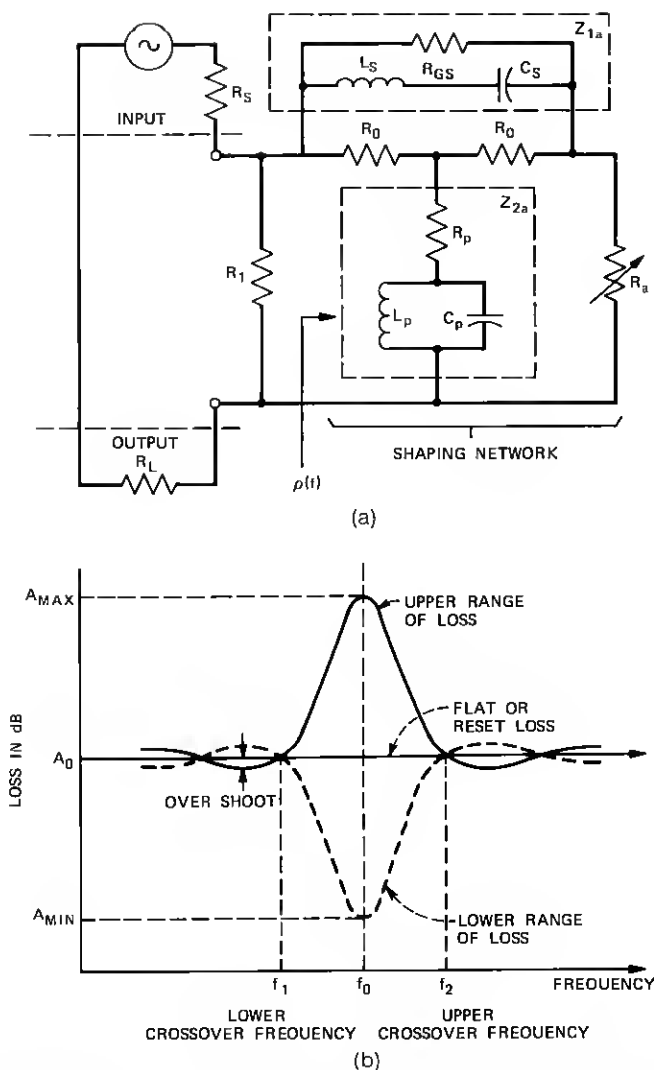 Z1a
LS
RGS
CS
RS
INPUT
R0
R0
Z2a
Rp
R1
Lp
Cp
Ra
OUTPUT
RL
SHAPING NETWORK
ρ(f)
(a)
AMAX
UPPER RANGE
OF LOSS
FLAT OR
RESET LOSS
LOSS IN dB
A0
OVER SHOOT
LOWER RANGE
OF LOSS
AMIN
f1
f0
f2
FREQUENCY
LOWER
CROSSOVER FREQUENCY
UPPER
CROSSOVER FREQUENCY
(b)